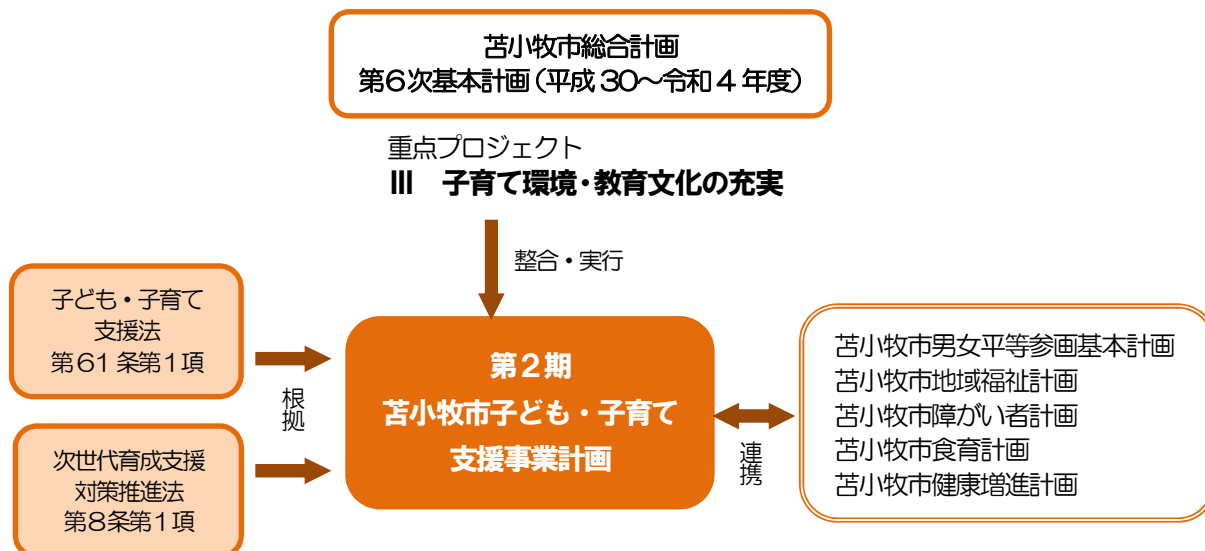 苫小牧市総合計画
第6次基本計画（平成30～令和4年度）
重点プロジェクト
Ⅲ 子育て環境・教育文化の充実
整合・実行
子ども・子育て
支援法
第61条第1項
次世代育成支援
対策推進法
第8条第1項
根拠
第2期
苫小牧市子ども・子育て
支援事業計画
連携
苫小牧市男女平等参画基本計画
苫小牧市地域福祉計画
苫小牧市障がい者計画
苫小牧市食育計画
苫小牧市健康増進計画